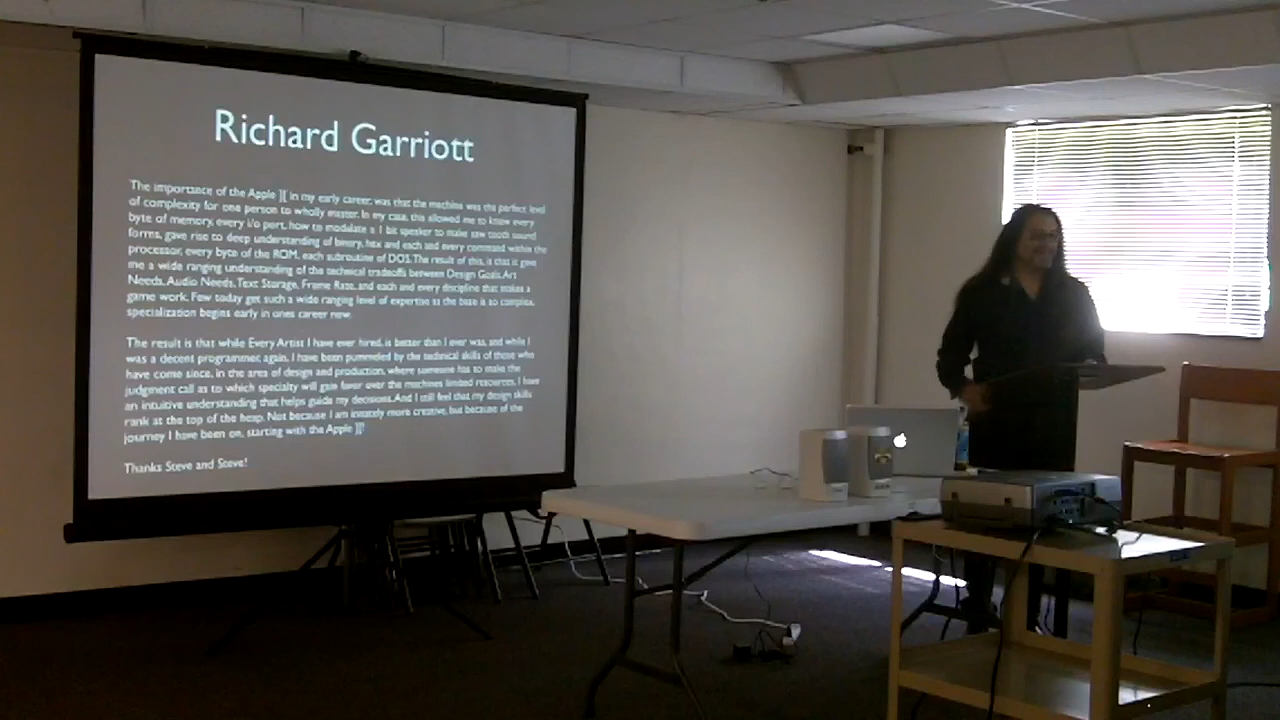 Richard Garriott
The importance of the Apple ][ in my early career, was that the machine was the perfect level
of complexity for one person to wholly master. In my case, this allowed me to know every
byte of memory, every i/o port, how to modulate a 1 bit speaker to make saw tooth sound
forms, gave rise to deep understanding of binary, hex and each and every command within the
processor, every byte of the ROM, each subroutine of DOS. The result of this, is that it gave
me a wide ranging understanding of the technical tradeoffs between Design Goals, Art
Needs, Audio Needs, Text Storage, Frame Rate, and each and every discipline that makes a
game work. Few today get such a wide ranging level of expertise as the base is so complex,
specialization begins early in ones career now.
The result is that while Every Artist I have ever hired, is better than I ever was, and while I
was a decent programmer, again, I have been pummeled by the technical skills of those who
have come since, in the area of design and production, where someone has to make the
judgment call as to which specialty will gain favor over the machines limited resources, I have
an intuitive understanding that helps guide my decisions. And I still feel that my design skills
rank at the top of the heap. Not because I am innately more creative, but because of the
journey I have been on, starting with the Apple ][!
Thanks Steve and Steve!